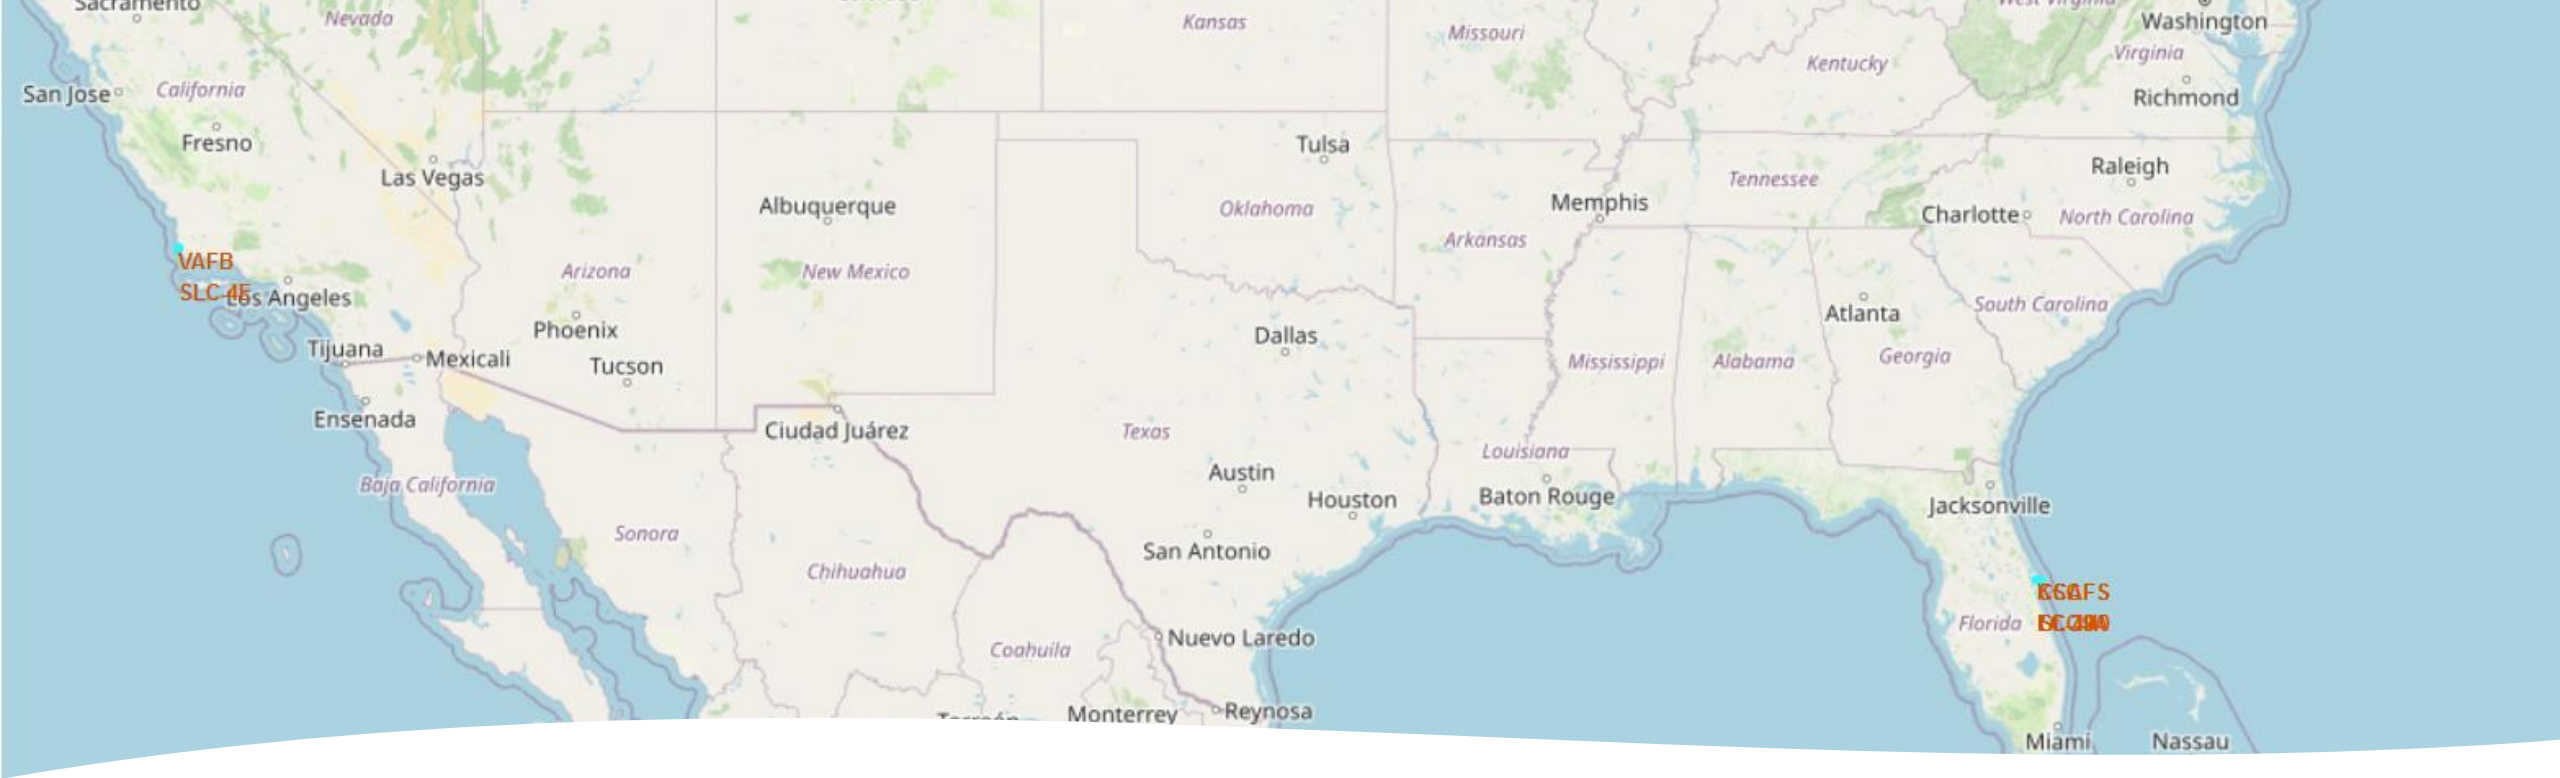 Sacramento
Nevada
Kansas
Missouri
West Virginia
Washington
Virginia
Kentucky
California
San Jose
Richmond
Fresno
Tulsa
Las Vegas
Raleigh
Tennessee
Albuquerque
Memphis
Oklahoma
Charlotte
North Carolina
Arkansas
VAFB
SLC-4E
Los Angeles
Arizona
New Mexico
South Carolina
Atlanta
Phoenix
Dallas
Tijuana
Mexicali
Tucson
Mississippi
Alabama
Georgia
Ensenada
Ciudad Juárez
Texas
Louisiana
Austin
Baja California
Houston
Baton Rouge
Jacksonville
Sonora
San Antonio
Chihuahua
Florida
Nuevo Laredo
Coahuila
Monterrey
Reynosa
Torreón
Miami
Nassau